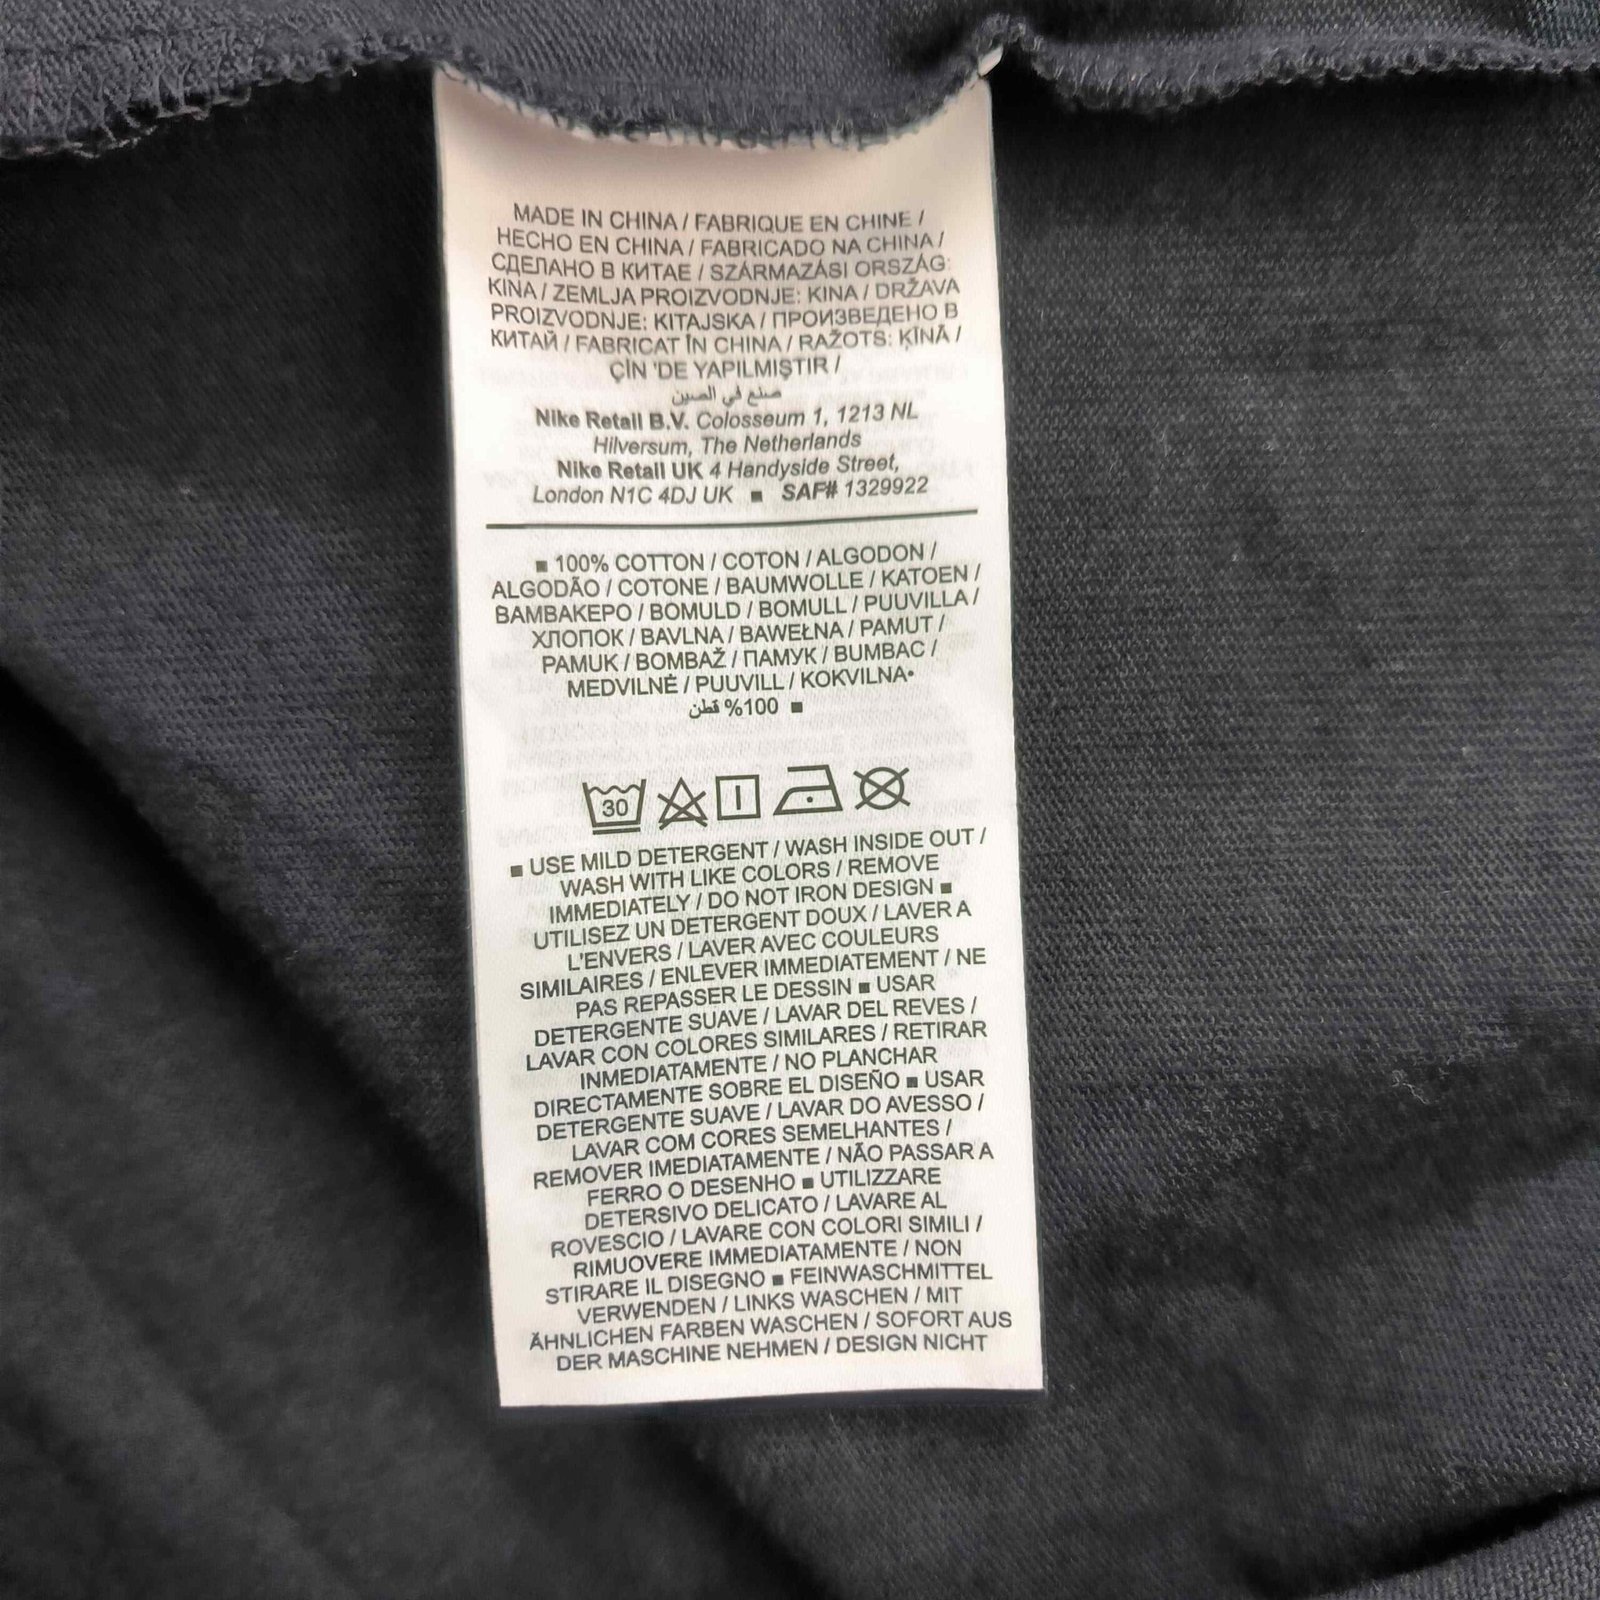 MADE IN CHINA / FABRIQUE EN CHINE /
HECHO EN CHINA / FABRICADO NA CHINA /
СДЕЛАНО В КИТАЕ / SZÁRMAZÁSI ORSZÁG:
KINA / ZEMLJA PROIZVODNJE: KINA / DRŽAVA
PROIZVODNJE: KITAJSKA / ПРОИЗВЕДЕНО В
КИТАЙ / FABRICAT ÎN CHINA / RAŽOTS: ĶĪNĀ /
ÇİN 'DE YAPILMIŞTIR /
صنع في الصين
Nike Retail B.V. Colosseum 1, 1213 NL
Hilversum, The Netherlands
Nike Retail UK 4 Handyside Street,
London N1C 4DJ UK ■ SAF# 1329922
■ 100% COTTON / COTON / ALGODON /
ALGODÃO / COTONE / BAUMWOLLE / KATOEN /
ΒΑΜΒΑΚΕΡΟ / BOMULD / BOMULL / PUUVILLA /
ХЛОПОК / BAVLNA / BAWEŁNA / PAMUT /
PAMUK / BOMBAŽ / ПАМУК / BUMBAC /
MEDVILNĖ / PUUVILL / KOKVILNA•
■ 100% قطن
30
■ USE MILD DETERGENT / WASH INSIDE OUT /
WASH WITH LIKE COLORS / REMOVE
IMMEDIATELY / DO NOT IRON DESIGN ■
UTILISEZ UN DETERGENT DOUX / LAVER A
L'ENVERS / LAVER AVEC COULEURS
SIMILAIRES / ENLEVER IMMEDIATEMENT / NE
PAS REPASSER LE DESSIN ■ USAR
DETERGENTE SUAVE / LAVAR DEL REVES /
LAVAR CON COLORES SIMILARES / RETIRAR
INMEDIATAMENTE / NO PLANCHAR
DIRECTAMENTE SOBRE EL DISEÑO ■ USAR
DETERGENTE SUAVE / LAVAR DO AVESSO /
LAVAR COM CORES SEMELHANTES /
REMOVER IMEDIATAMENTE / NÃO PASSAR A
FERRO O DESENHO ■ UTILIZZARE
DETERSIVO DELICATO / LAVARE AL
ROVESCIO / LAVARE CON COLORI SIMILI /
RIMUOVERE IMMEDIATAMENTE / NON
STIRARE IL DISEGNO ■ FEINWASCHMITTEL
VERWENDEN / LINKS WASCHEN / MIT
ÄHNLICHEN FARBEN WASCHEN / SOFORT AUS
DER MASCHINE NEHMEN / DESIGN NICHT